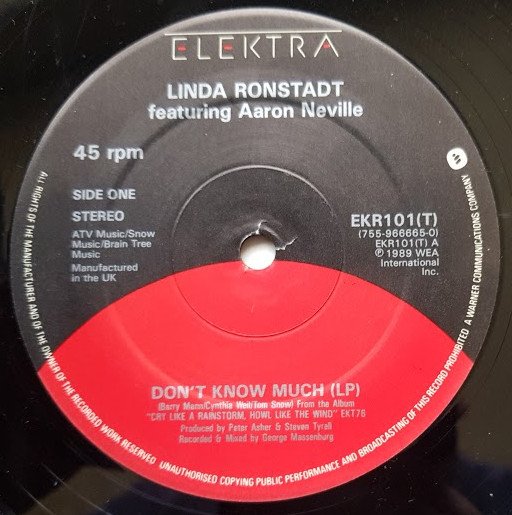 ELEKTRA
LINDA RONSTADT
featuring Aaron Neville
45 rpm
SIDE ONE
STEREO
ATV Music/Snow
Music/Brain Tree
Music
Manufactured
in the UK
EKR101(T)
(755-966665-0)
EKR101(T) A
℗ 1989 WEA
International
Inc.
DON'T KNOW MUCH (LP)
(Barry Mann/Cynthia Weil/Tom Snow) From the Album
"CRY LIKE A RAINSTORM, HOWL LIKE THE WIND" EKT76
Produced by Peter Asher & Steven Tyrell
Recorded & Mixed by George Massenburg
ALL RIGHTS OF THE MANUFACTURER AND OF THE OWNER OF THE RECORDED WORK RESERVED UNAUTHORISED COPYING PUBLIC PERFORMANCE AND BROADCASTING OF THIS RECORD PROHIBITED A WARNER COMMUNICATIONS COMPANY